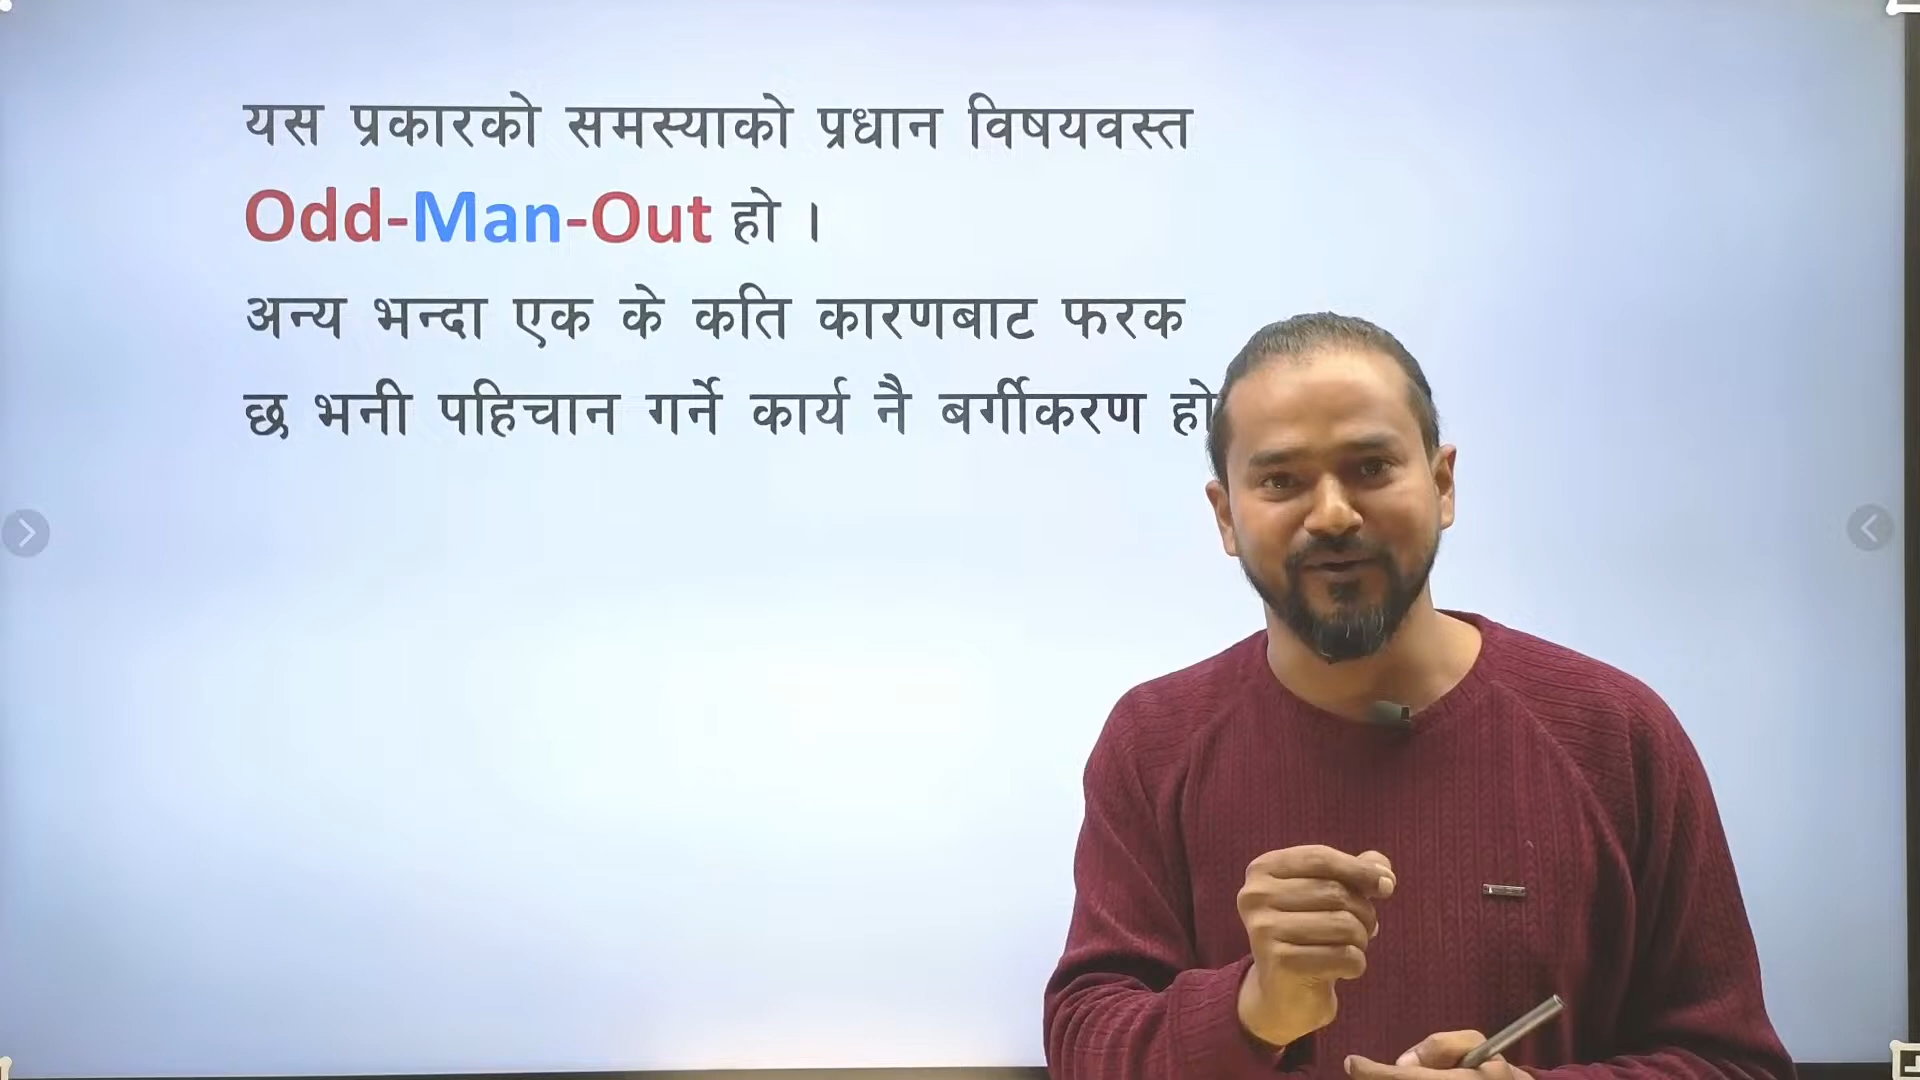 यस प्रकारको समस्याको प्रधान विषयवस्त
Odd-Man-Out हो ।
अन्य भन्दा एक के कति कारणबाट फरक
छ भनी पहिचान गर्ने कार्य नै बर्गीकरण हो